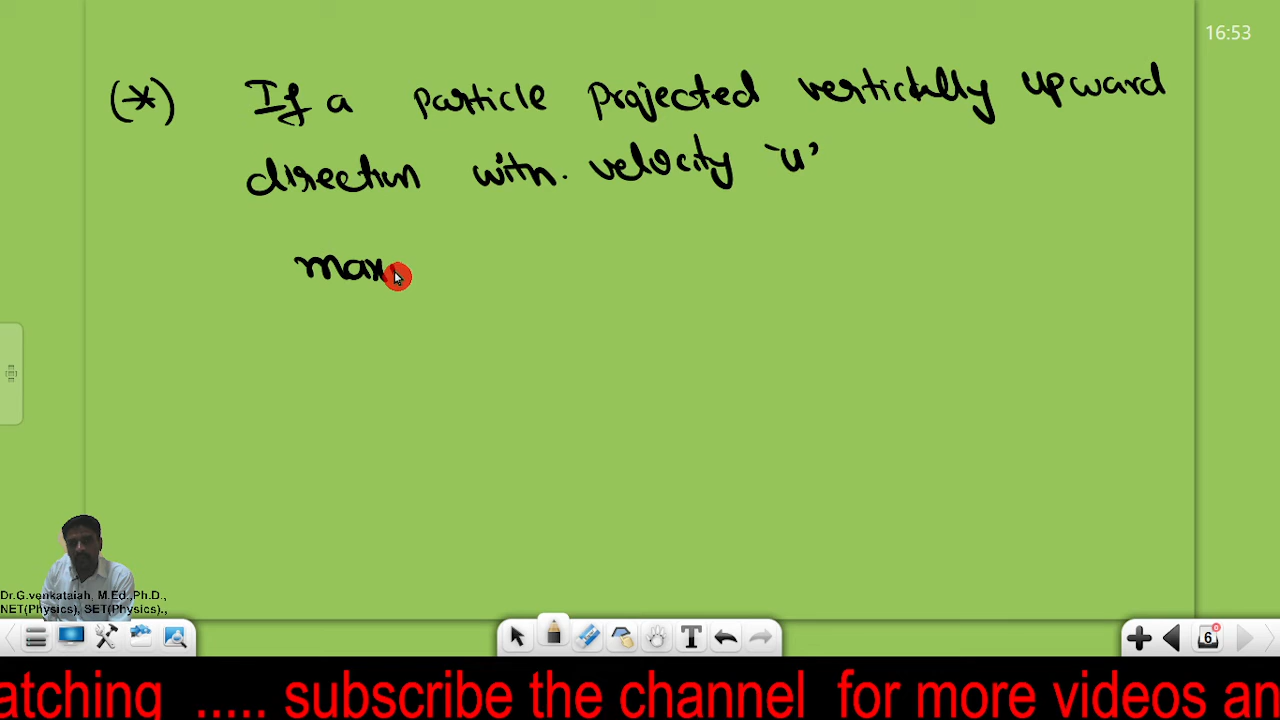 16:53
(*) If a particle projected vertically upward
direction with. velocity 'u'
max
Dr.G.venkataiah, M.Ed.,Ph.D.,
NET(Physics), SET(Physics).,
T
6
atching ..... subscribe the channel for more videos an